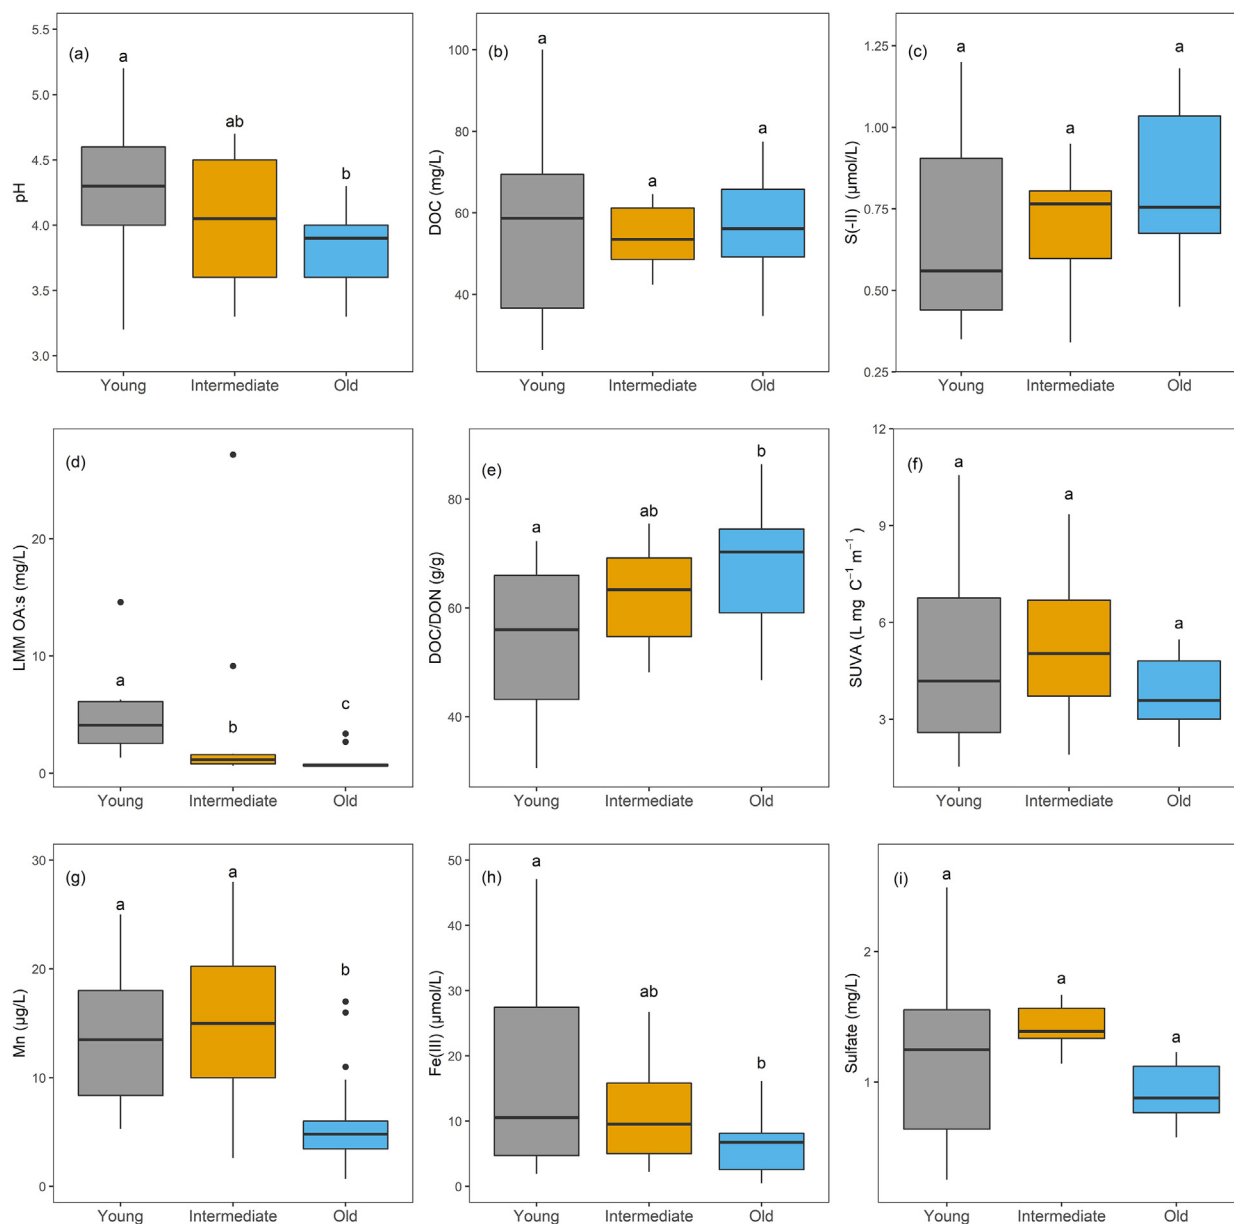 (a)
a
ab
b
pH
5.5
5.0
4.5
4.0
3.5
3.0
Young Intermediate Old
(b)
a
a
a
DOC (mg/L)
100
80
60
40
Young Intermediate Old
(c)
a
a
a
S(-II) (μmol/L)
1.25
1.00
0.75
0.50
0.25
Young Intermediate Old
(d)
a
b
c
LMM OA:s (mg/L)
20
10
0
Young Intermediate Old
(e)
a
ab
b
DOC/DON (g/g)
80
60
40
Young Intermediate Old
(f)
a
a
a
SUVA (L mg C⁻¹ m⁻¹)
12
9
6
3
Young Intermediate Old
(g)
a
a
b
Mn (μg/L)
30
20
10
0
Young Intermediate Old
(h)
a
ab
b
Fe(III) (μmol/L)
50
40
30
20
10
0
Young Intermediate Old
(i)
a
a
a
Sulfate (mg/L)
2
1
Young Intermediate Old